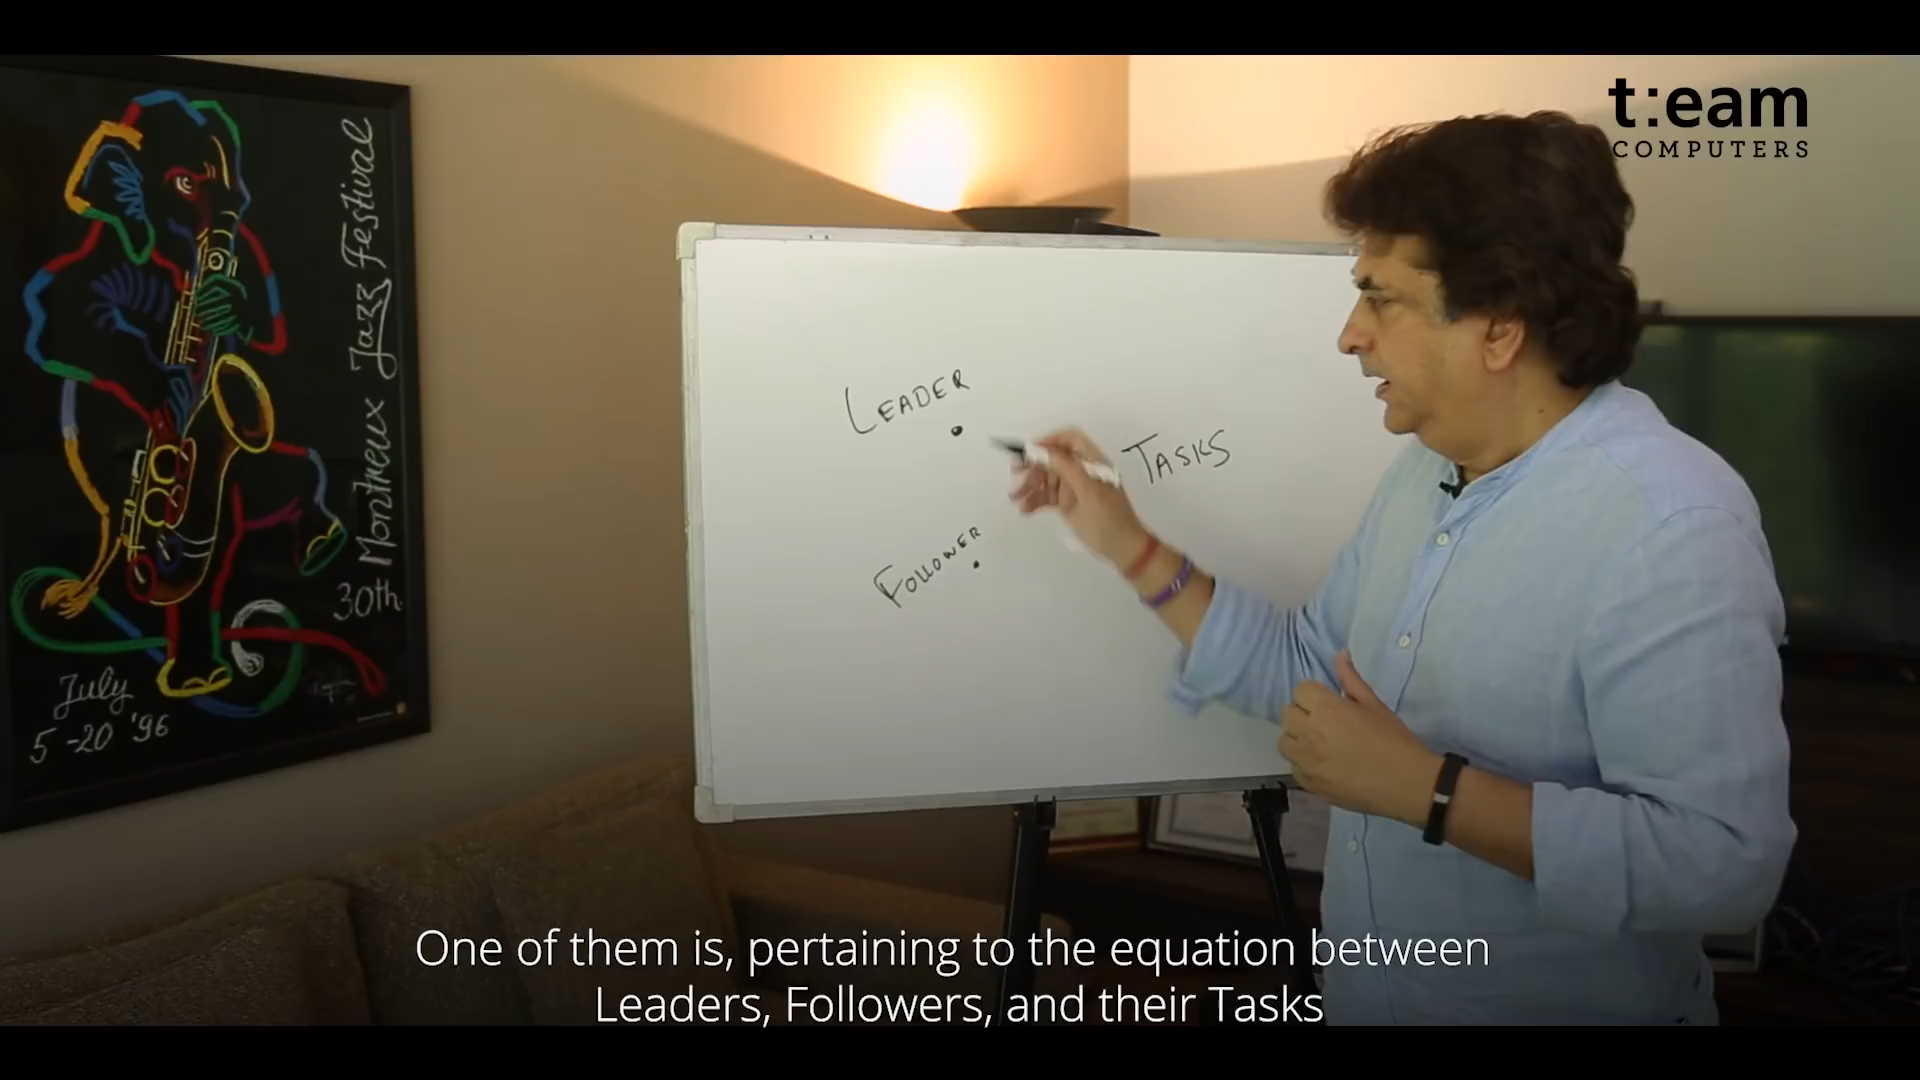 30th Montreux Jazz Festival
July
5-20 '96
t:eam
COMPUTERS
LEADER
TASKS
FOLLOWER
One of them is, pertaining to the equation between
Leaders, Followers, and their Tasks